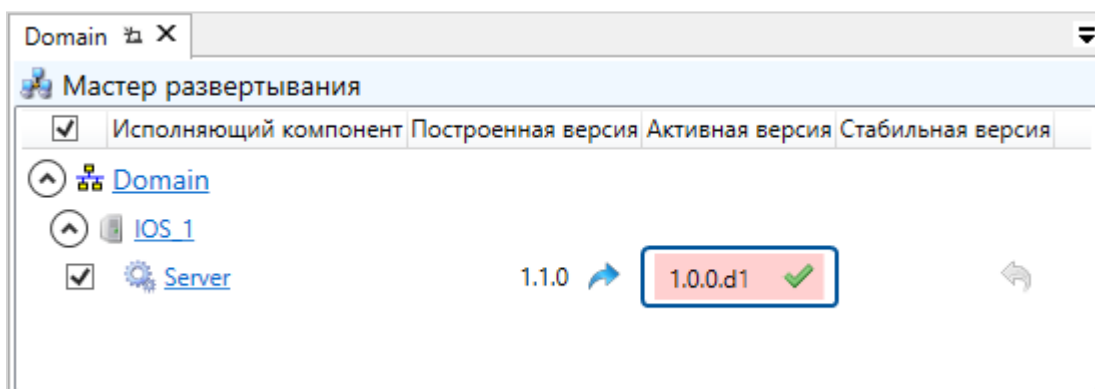 Domain
Мастер развертывания
Исполняющий компонент Построенная версия Активная версия Стабильная версия
Domain
IOS_1
Server 1.1.0 1.0.0.d1